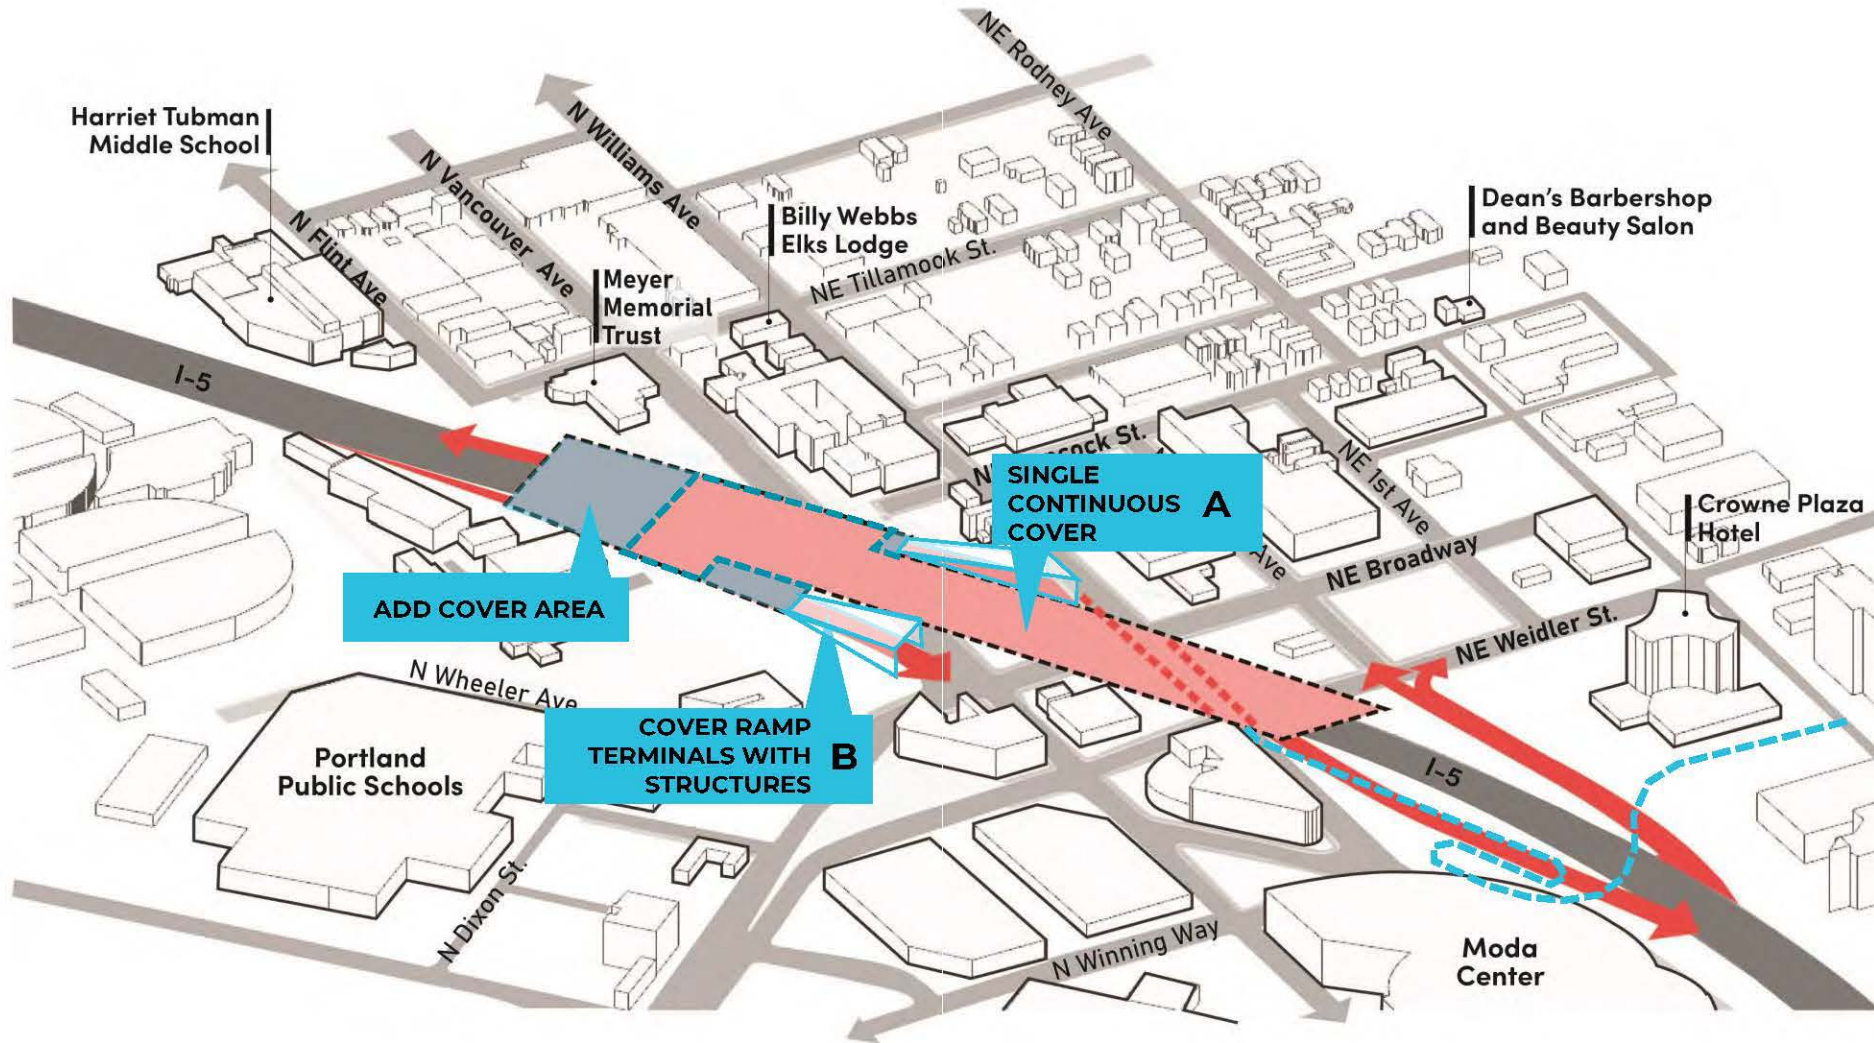 NE Rodney Ave
Harriet Tubman
Middle School
N Williams Ave
N Vancouver Ave
N Flint Ave
Billy Webbs
Elks Lodge
Dean's Barbershop
and Beauty Salon
NE Tillamook St.
Meyer
Memorial
Trust
I-5
cock St.
NE 1st Ave
SINGLE
CONTINUOUS
COVER
A
Ave
Crowne Plaza
Hotel
NE Broadway
ADD COVER AREA
NE Weidler St.
N Wheeler Ave
COVER RAMP
TERMINALS WITH
STRUCTURES
B
Portland
Public Schools
I-5
N Dixon St.
N Winning Way
Moda
Center